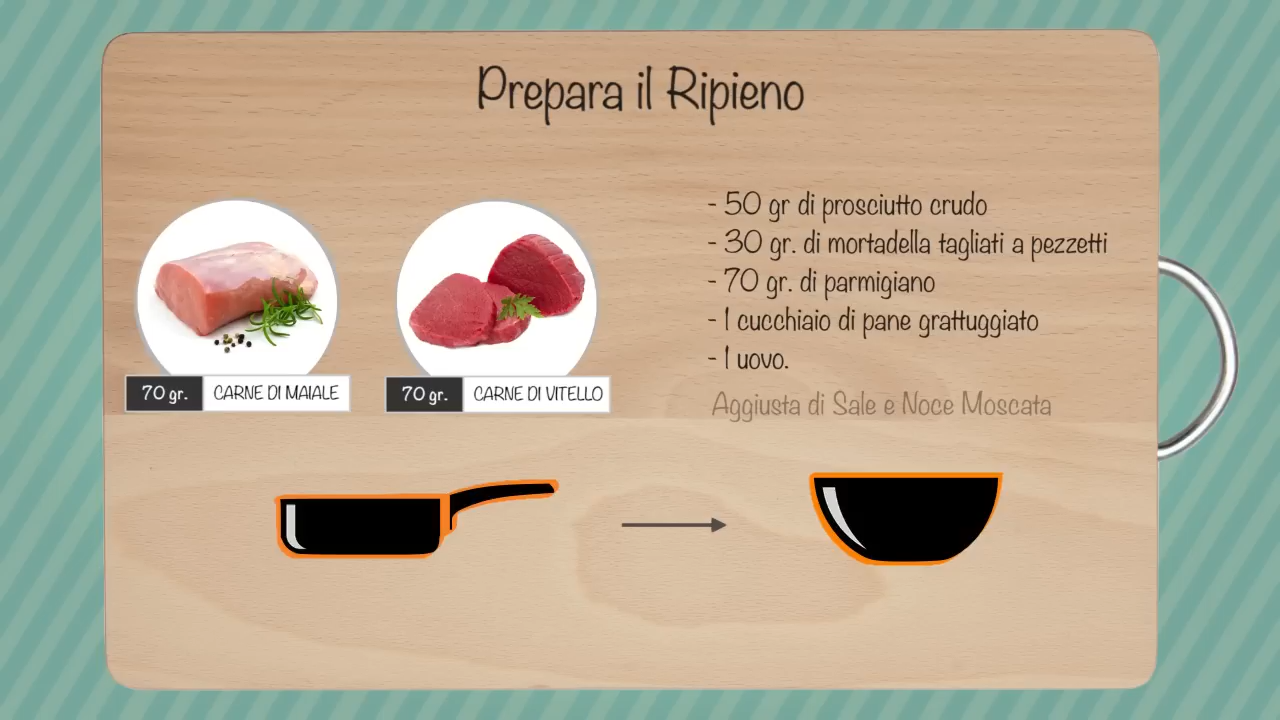 Prepara il Ripieno
- 50 gr di prosciutto crudo
- 30 gr. di mortadella tagliati a pezzetti
- 70 gr. di parmigiano
- 1 cucchiaio di pane grattuggiato
- 1 uovo.
Aggiusta di Sale e Noce Moscata
70 gr. CARNE DI MAIALE
70 gr. CARNE DI VITELLO